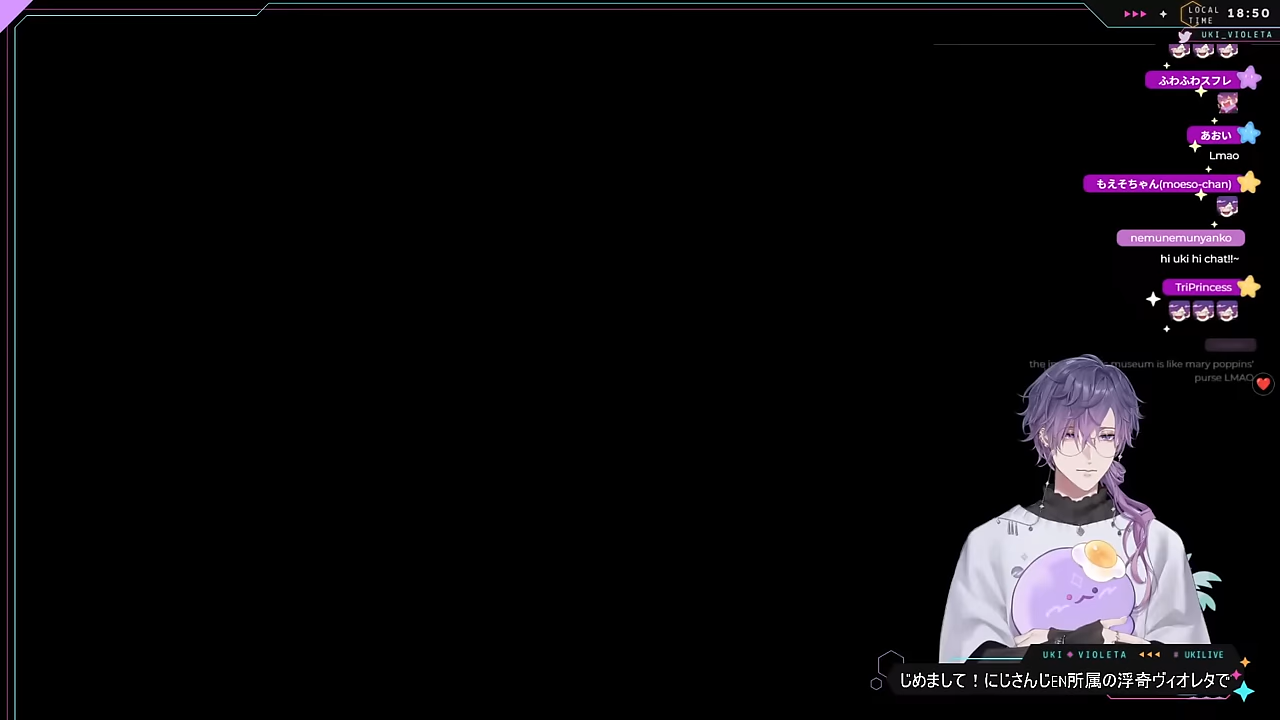 LOCAL
TIME
18:50
UKI_VIOLETA
ふわふわスフレ
あおい
Lmao
もえそちゃん(moeso-chan)
nemunemunyanko
hi uki hi chat!!~
TriPrincess
museum is like mary poppins'
purse LMAO
UKI VIOLETA
UKILIVE
じめまして！にじさんじEN所属の浮奇ヴィオレタで